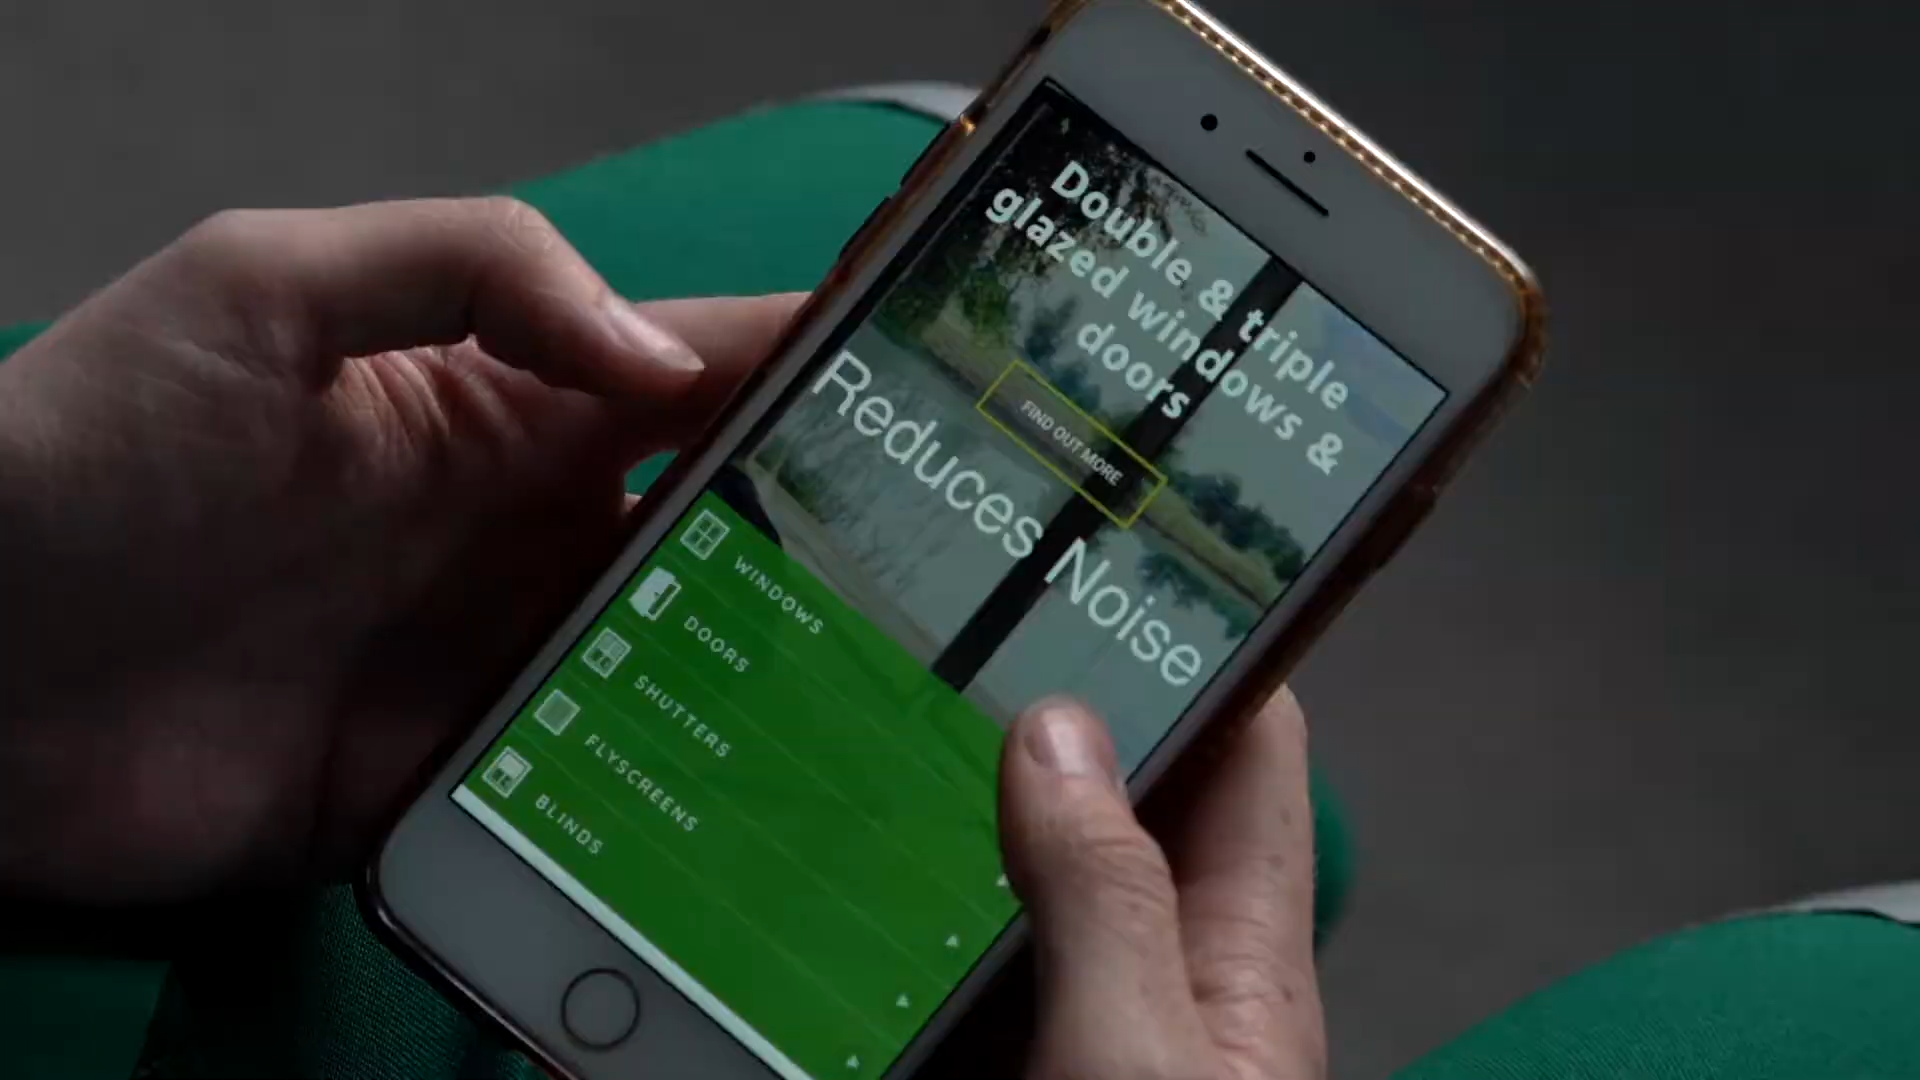 Double & triple
glazed windows &
doors
FIND OUT MORE
Reduces Noise
WINDOWS
DOORS
SHUTTERS
FLYSCREENS
BLINDS